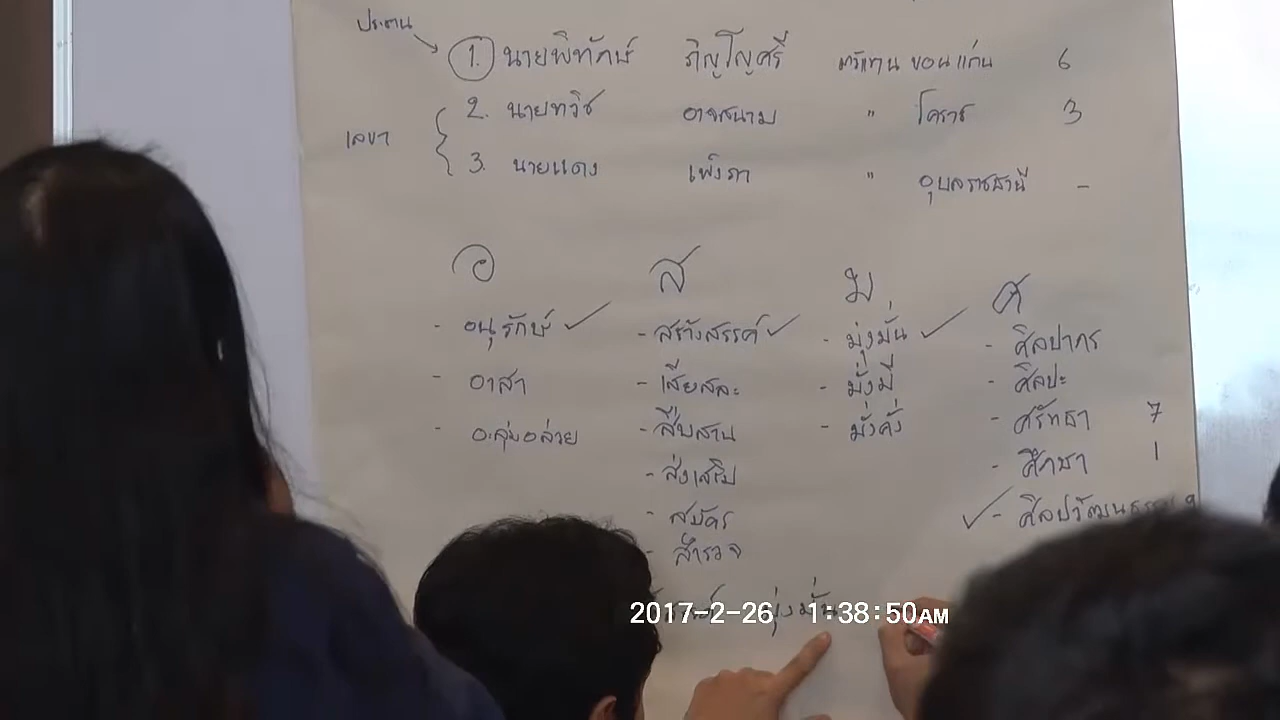 ประธาน
1. นายพิทักษ์ ภิญโญศรี ตัวแทน ขอนแก่น 6
เลขา
2. นายทวิช อาจสนาม " โคราช 3
3. นายแดง เพ็งภา " อุบลราชธานี -
อ ส ม ศ
- อนุรักษ์ ✓ - สร้างสรรค์ ✓ - มุ่งมั่น ✓ - ศิลปากร
- อาสา - เสียสละ - มั่งมี - ศิลปะ
- อะลุ่มอล่วย - สืบสาน - มั่งคั่ง - ศรัทธา 7
- ส่งเสริม - ศึกษา 1
- สมัคร ✓ - ศิลปวัฒนธรรม 9
- สำรวจ
มุ่งมั่น
2017-2-26 1:38:50AM